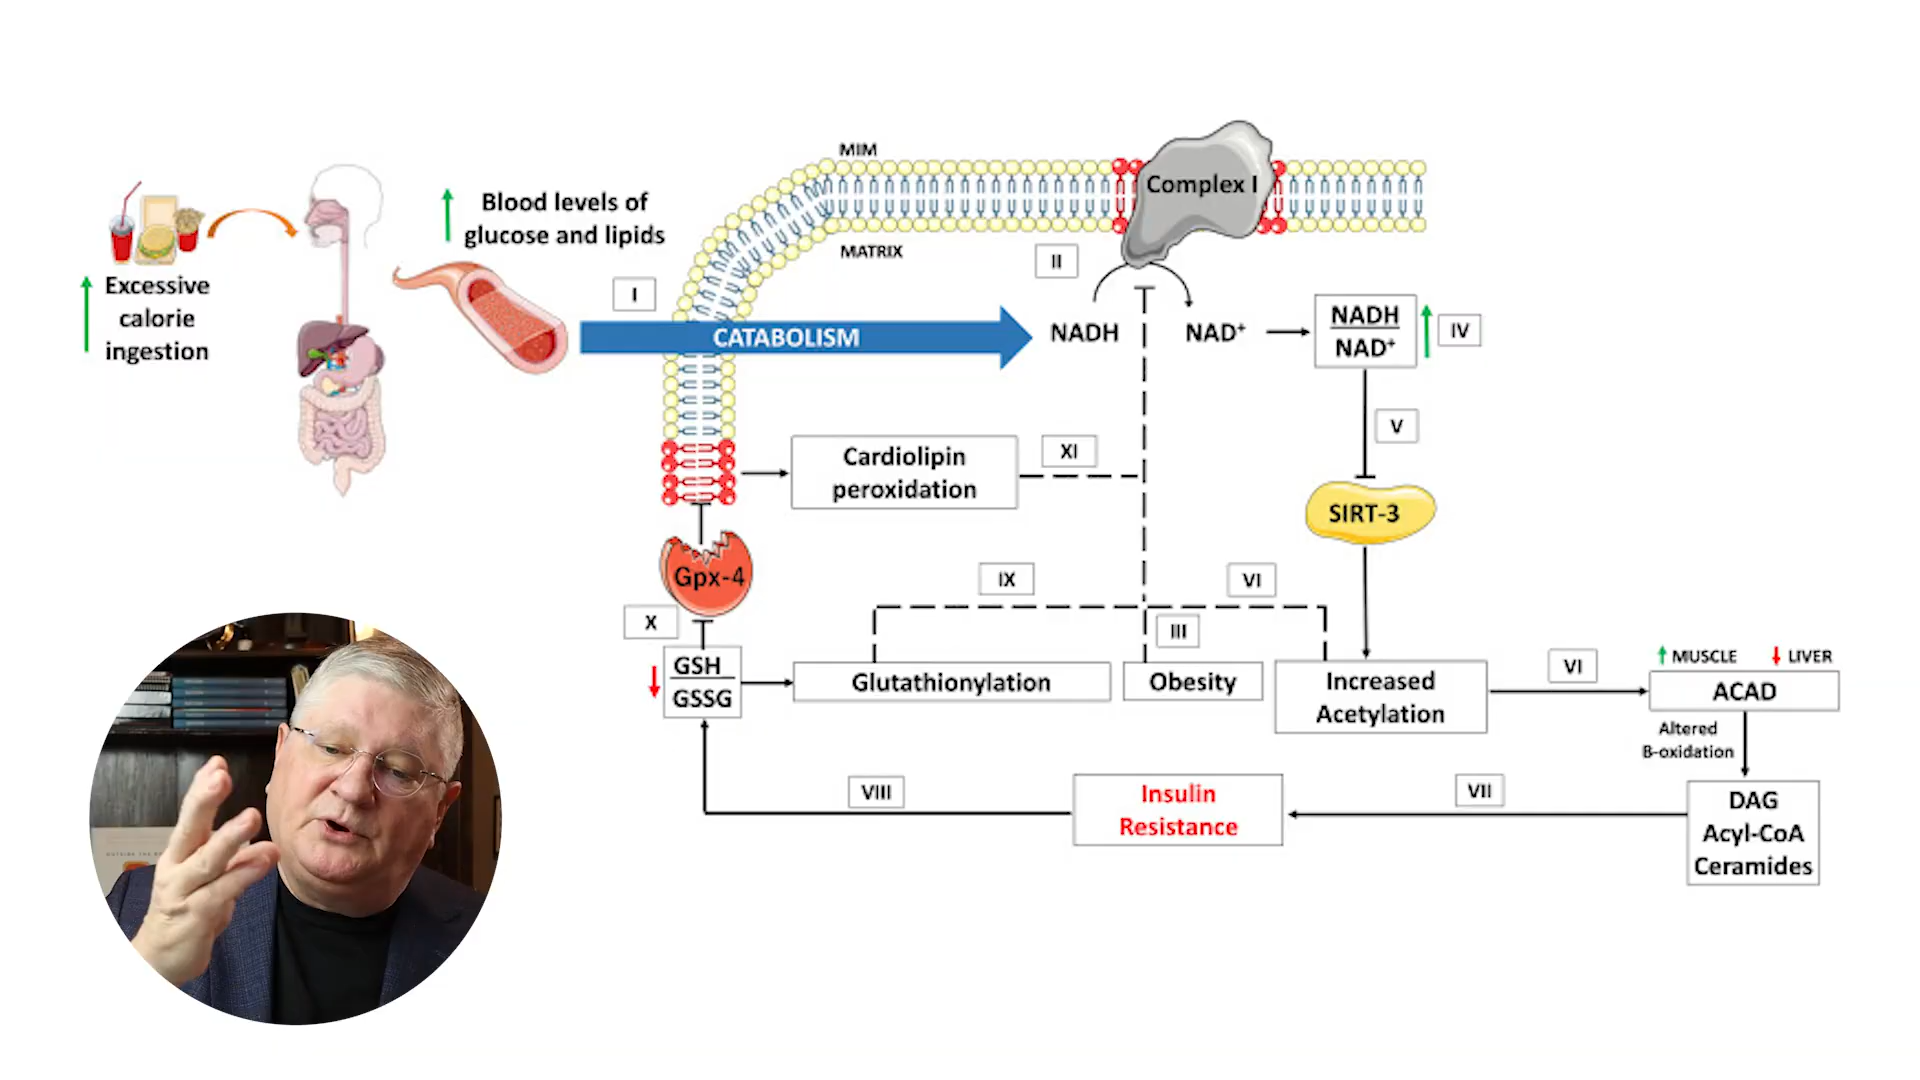 MIM
Complex I
Blood levels of
glucose and lipids
MATRIX
II
Excessive
calorie
ingestion
I
CATABOLISM
NADH
NAD⁺
NADH
NAD⁺
IV
V
Cardiolipin
peroxidation
XI
SIRT-3
Gpx-4
IX
VI
X
III
GSH
GSSG
Glutathionylation
Obesity
Increased
Acetylation
VI
MUSCLE
LIVER
ACAD
Altered
B-oxidation
VIII
Insulin
Resistance
VII
DAG
Acyl-CoA
Ceramides